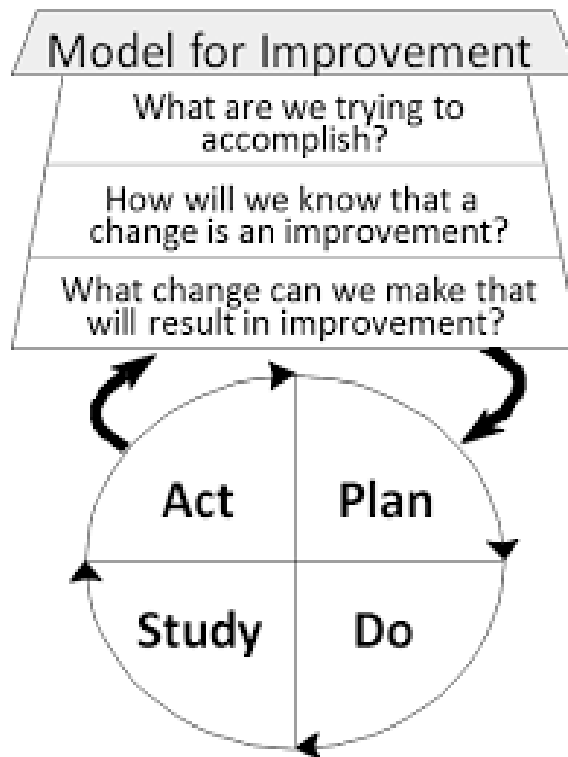 Model for Improvement
What are we trying to
accomplish?
How will we know that a
change is an improvement?
What change can we make that
will result in improvement?
Act
Plan
Study
Do